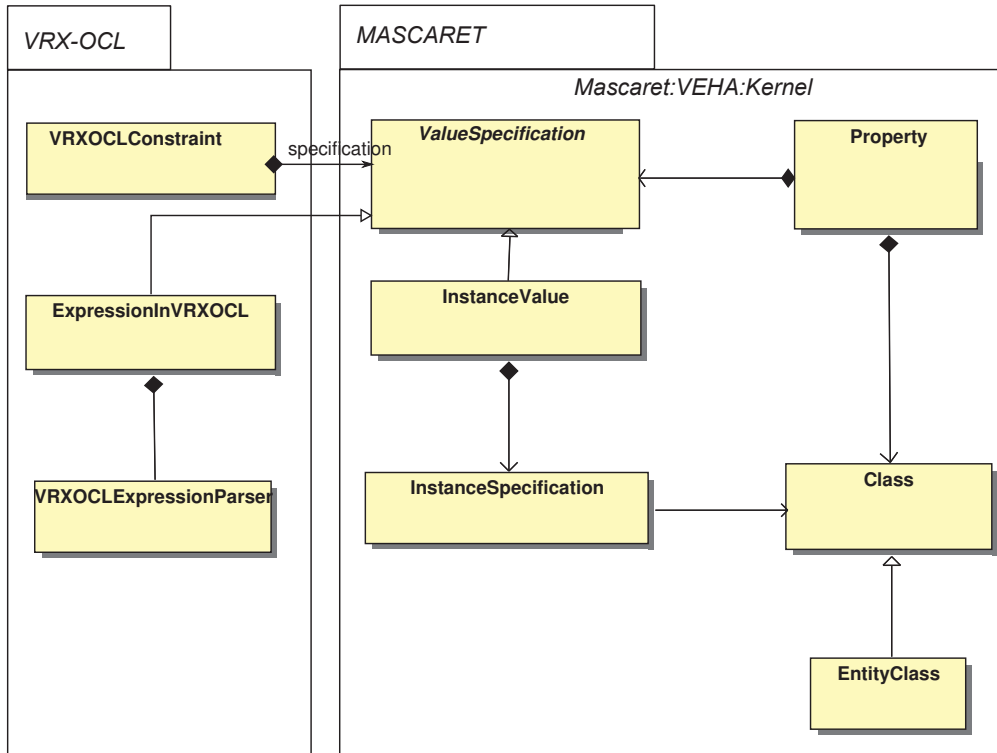 VRX-OCL
MASCARET
Mascaret:VEHA:Kernel
VRXOCLConstraint
specification
ValueSpecification
Property
ExpressionInVRXOCL
InstanceValue
VRXOCLExpressionParser
InstanceSpecification
Class
EntityClass